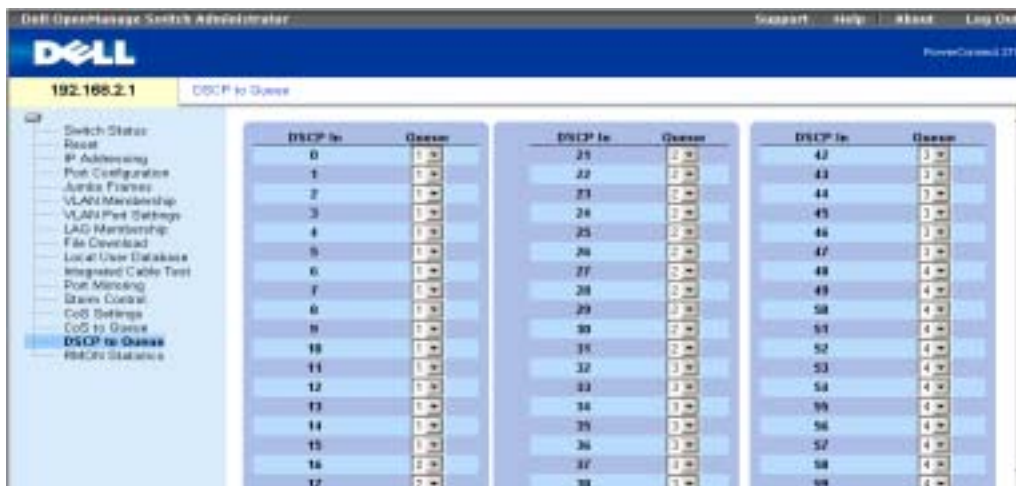 Dell OpenManage Switch Administrator
Support Help About Log Out
DELL
PowerConnect 27
192.168.2.1
DSCP to Queue
Switch Status
Reset
IP Addressing
Port Configuration
Jumbo Frames
VLAN Membership
VLAN Port Settings
LAG Membership
File Download
Local User Database
Integrated Cable Test
Port Mirroring
Storm Control
CoS Settings
CoS to Queue
DSCP to Queue
RMON Statistics
DSCP In Queue DSCP In Queue DSCP In Queue
0 1 21 2 42 3
1 1 22 2 43 3
2 1 23 2 44 3
3 1 24 2 45 3
4 1 25 2 46 3
5 1 26 2 47 3
6 1 27 2 48 4
7 1 28 2 49 4
8 1 29 2 50 4
9 1 30 2 51 4
10 1 31 2 52 4
11 1 32 3 53 4
12 1 33 3 54 4
13 1 34 3 55 4
14 1 35 3 56 4
15 1 36 3 57 4
16 2 37 3 58 4
17 2 38 3 59 4